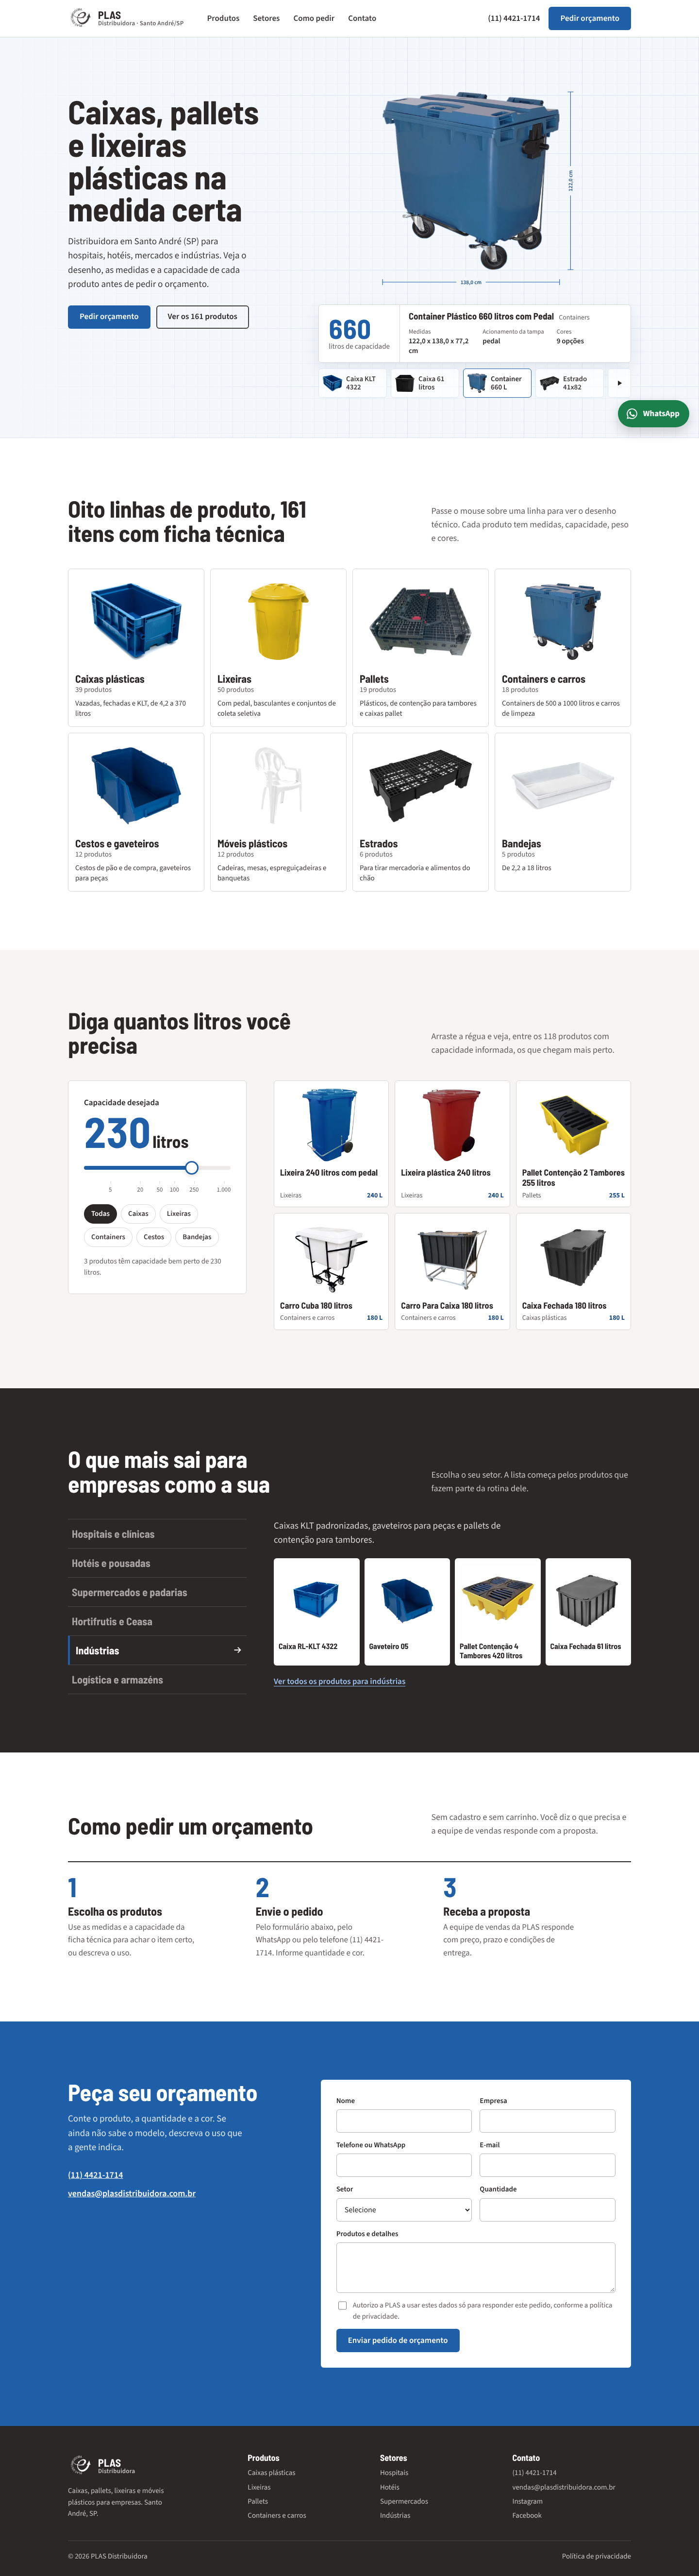 PLAS
Distribuidora · Santo André/SP
Produtos
Setores
Como pedir
Contato
(11) 4421-1714
Pedir orçamento
Caixas, pallets
e lixeiras
plásticas na
medida certa
Distribuidora em Santo André (SP) para
hospitais, hotéis, mercados e indústrias. Veja o
desenho, as medidas e a capacidade de cada
produto antes de pedir o orçamento.
Pedir orçamento
Ver os 161 produtos
122,0 cm
138,0 cm
660
litros de capacidade
Container Plástico 660 litros com Pedal
Containers
Medidas
122,0 x 138,0 x 77,2
cm
Acionamento da tampa
pedal
Cores
9 opções
Caixa KLT
4322
Caixa 61
litros
Container
660 L
Estrado
41x82
WhatsApp
Oito linhas de produto, 161
itens com ficha técnica
Passe o mouse sobre uma linha para ver o desenho
técnico. Cada produto tem medidas, capacidade, peso
e cores.
Caixas plásticas
39 produtos
Vazadas, fechadas e KLT, de 4,2 a 370
litros
Lixeiras
50 produtos
Com pedal, basculantes e conjuntos de
coleta seletiva
Pallets
19 produtos
Plásticos, de contenção para tambores
e caixas pallet
Containers e carros
18 produtos
Containers de 500 a 1000 litros e carros
de limpeza
Cestos e gaveteiros
12 produtos
Cestos de pão e de compra, gaveteiros
para peças
Móveis plásticos
12 produtos
Cadeiras, mesas, espreguiçadeiras e
banquetas
Estrados
6 produtos
Para tirar mercadoria e alimentos do
chão
Bandejas
5 produtos
De 2,2 a 18 litros
Diga quantos litros você
precisa
Arraste a régua e veja, entre os 118 produtos com
capacidade informada, os que chegam mais perto.
Capacidade desejada
230 litros
5 20 50 100 250 1.000
Todas
Caixas
Lixeiras
Containers
Cestos
Bandejas
3 produtos têm capacidade bem perto de 230
litros.
Lixeira 240 litros com pedal
Lixeiras
240 L
Lixeira plástica 240 litros
Lixeiras
240 L
Pallet Contenção 2 Tambores
255 litros
Pallets
255 L
Carro Cuba 180 litros
Containers e carros
180 L
Carro Para Caixa 180 litros
Containers e carros
180 L
Caixa Fechada 180 litros
Caixas plásticas
180 L
O que mais sai para
empresas como a sua
Escolha o seu setor. A lista começa pelos produtos que
fazem parte da rotina dele.
Hospitais e clínicas
Hotéis e pousadas
Supermercados e padarias
Hortifrutis e Ceasa
Indústrias
Logística e armazéns
Caixas KLT padronizadas, gaveteiros para peças e pallets de
contenção para tambores.
Caixa RL-KLT 4322
Gaveteiro 05
Pallet Contenção 4
Tambores 420 litros
Caixa Fechada 61 litros
Ver todos os produtos para indústrias
Como pedir um orçamento
Sem cadastro e sem carrinho. Você diz o que precisa e
a equipe de vendas responde com a proposta.
1
Escolha os produtos
Use as medidas e a capacidade da
ficha técnica para achar o item certo,
ou descreva o uso.
2
Envie o pedido
Pelo formulário abaixo, pelo
WhatsApp ou pelo telefone (11) 4421-
1714. Informe quantidade e cor.
3
Receba a proposta
A equipe de vendas da PLAS responde
com preço, prazo e condições de
entrega.
Peça seu orçamento
Conte o produto, a quantidade e a cor. Se
ainda não sabe o modelo, descreva o uso que
a gente indica.
(11) 4421-1714
vendas@plasdistribuidora.com.br
Nome
Empresa
Telefone ou WhatsApp
E-mail
Setor
Quantidade
Selecione
Produtos e detalhes
Autorizo a PLAS a usar estes dados só para responder este pedido, conforme a política
de privacidade.
Enviar pedido de orçamento
PLAS
Distribuidora
Caixas, pallets, lixeiras e móveis
plásticos para empresas. Santo
André, SP.
Produtos
Caixas plásticas
Lixeiras
Pallets
Containers e carros
Setores
Hospitais
Hotéis
Supermercados
Indústrias
Contato
(11) 4421-1714
vendas@plasdistribuidora.com.br
Instagram
Facebook
© 2026 PLAS Distribuidora
Política de privacidade